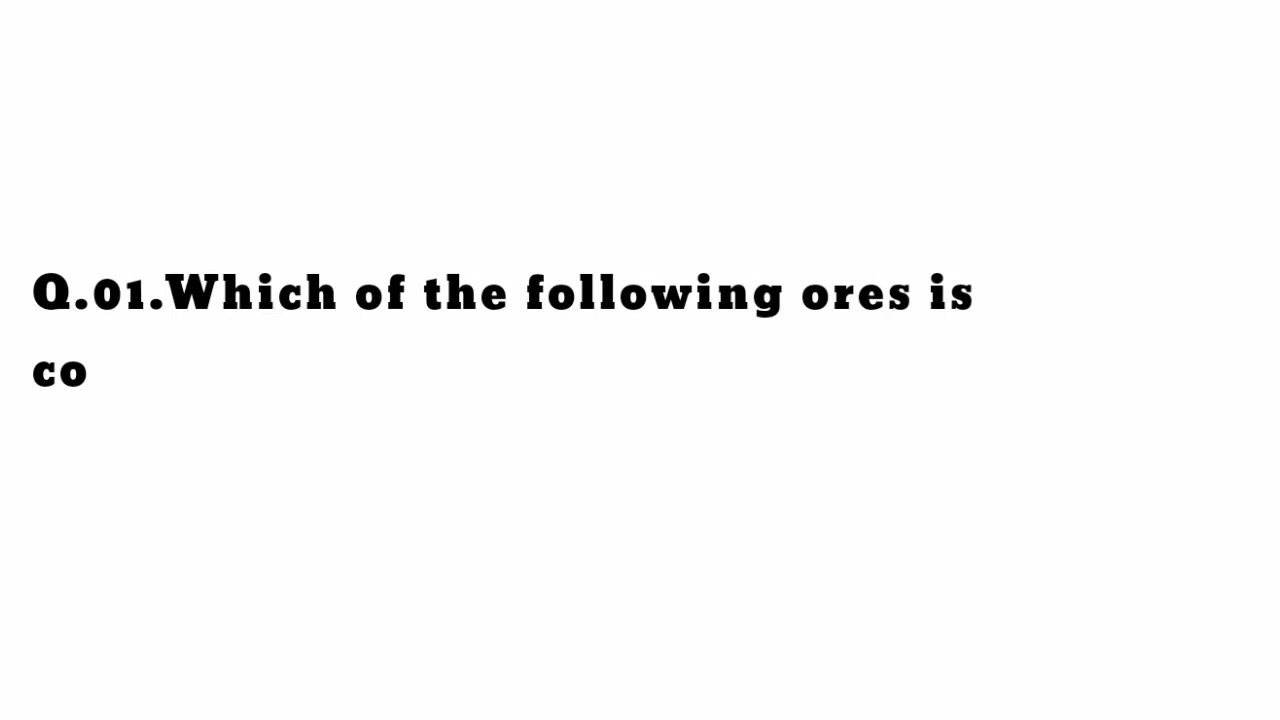 Q.01.Which of the following ores is
co